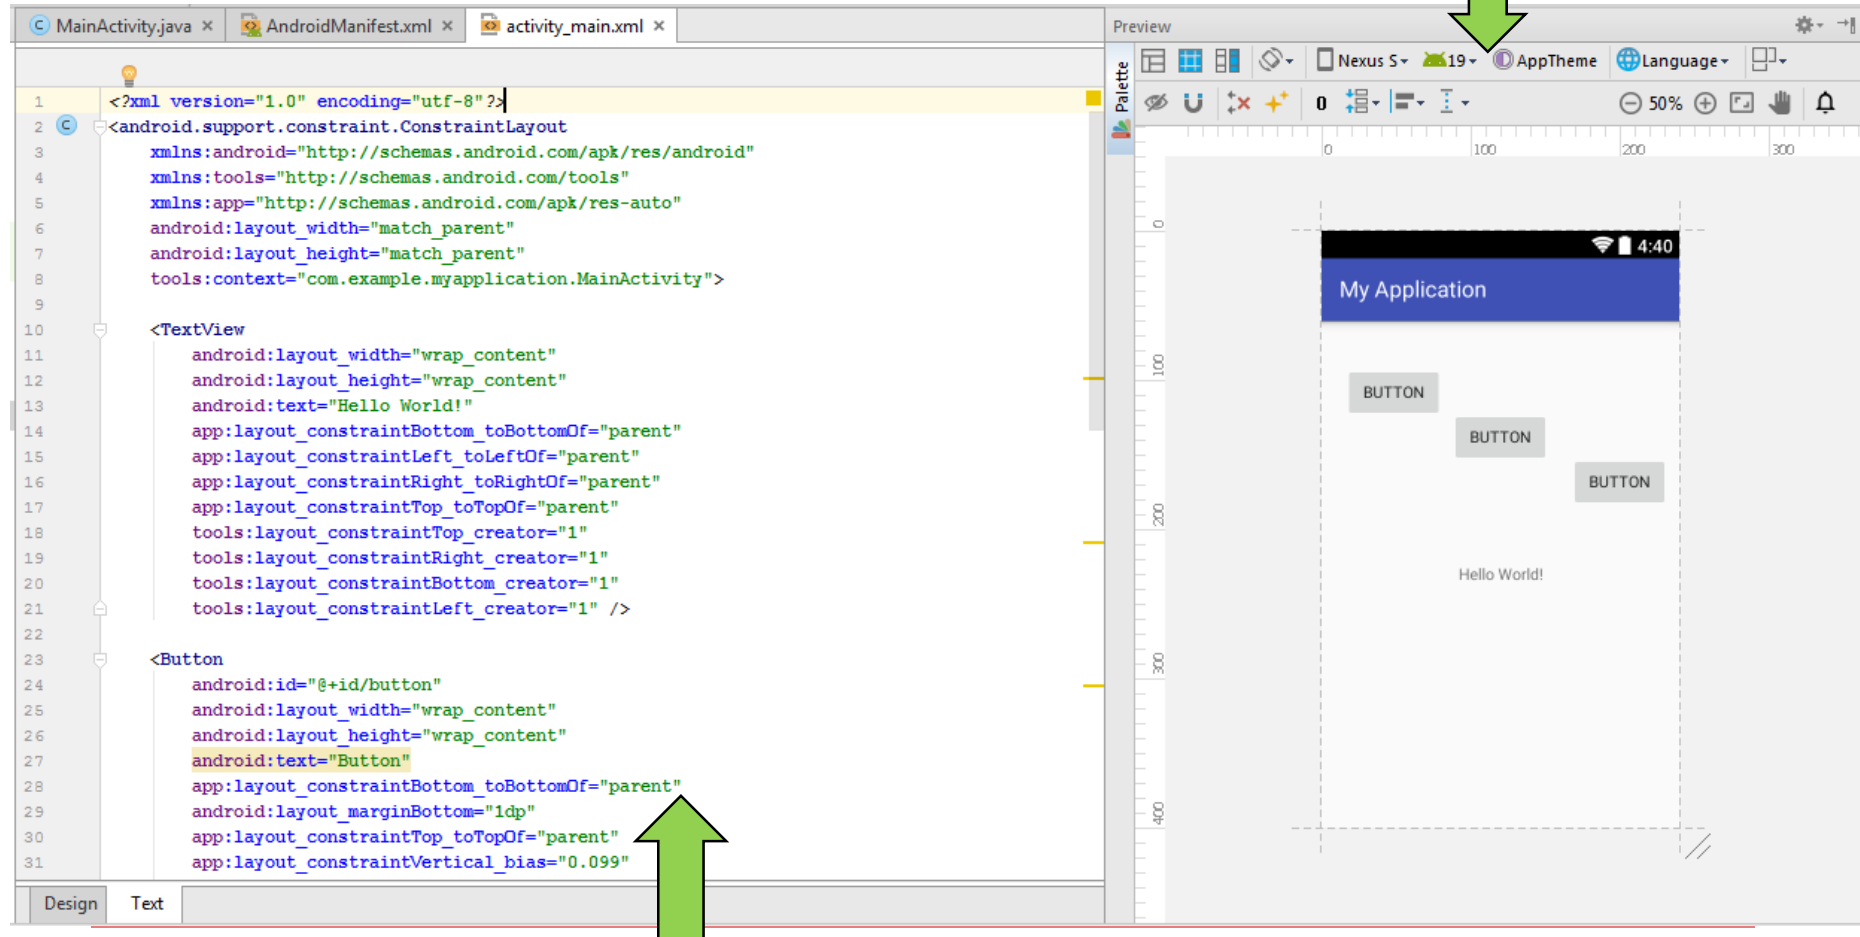 MainActivity.java × AndroidManifest.xml × activity_main.xml ×
1 <?xml version="1.0" encoding="utf-8"?>
2 <android.support.constraint.ConstraintLayout
3 xmlns:android="http://schemas.android.com/apk/res/android"
4 xmlns:tools="http://schemas.android.com/tools"
5 xmlns:app="http://schemas.android.com/apk/res-auto"
6 android:layout_width="match_parent"
7 android:layout_height="match_parent"
8 tools:context="com.example.myapplication.MainActivity">
9
10 <TextView
11 android:layout_width="wrap_content"
12 android:layout_height="wrap_content"
13 android:text="Hello World!"
14 app:layout_constraintBottom_toBottomOf="parent"
15 app:layout_constraintLeft_toLeftOf="parent"
16 app:layout_constraintRight_toRightOf="parent"
17 app:layout_constraintTop_toTopOf="parent"
18 tools:layout_constraintTop_creator="1"
19 tools:layout_constraintRight_creator="1"
20 tools:layout_constraintBottom_creator="1"
21 tools:layout_constraintLeft_creator="1" />
22
23 <Button
24 android:id="@+id/button"
25 android:layout_width="wrap_content"
26 android:layout_height="wrap_content"
27 android:text="Button"
28 app:layout_constraintBottom_toBottomOf="parent"
29 android:layout_marginBottom="1dp"
30 app:layout_constraintTop_toTopOf="parent"
31 app:layout_constraintVertical_bias="0.099"
Design Text
Preview
Palette
Nexus S 19 AppTheme Language
0 50%
0 100 200 300
0
100
200
300
400
4:40
My Application
BUTTON
BUTTON
BUTTON
Hello World!